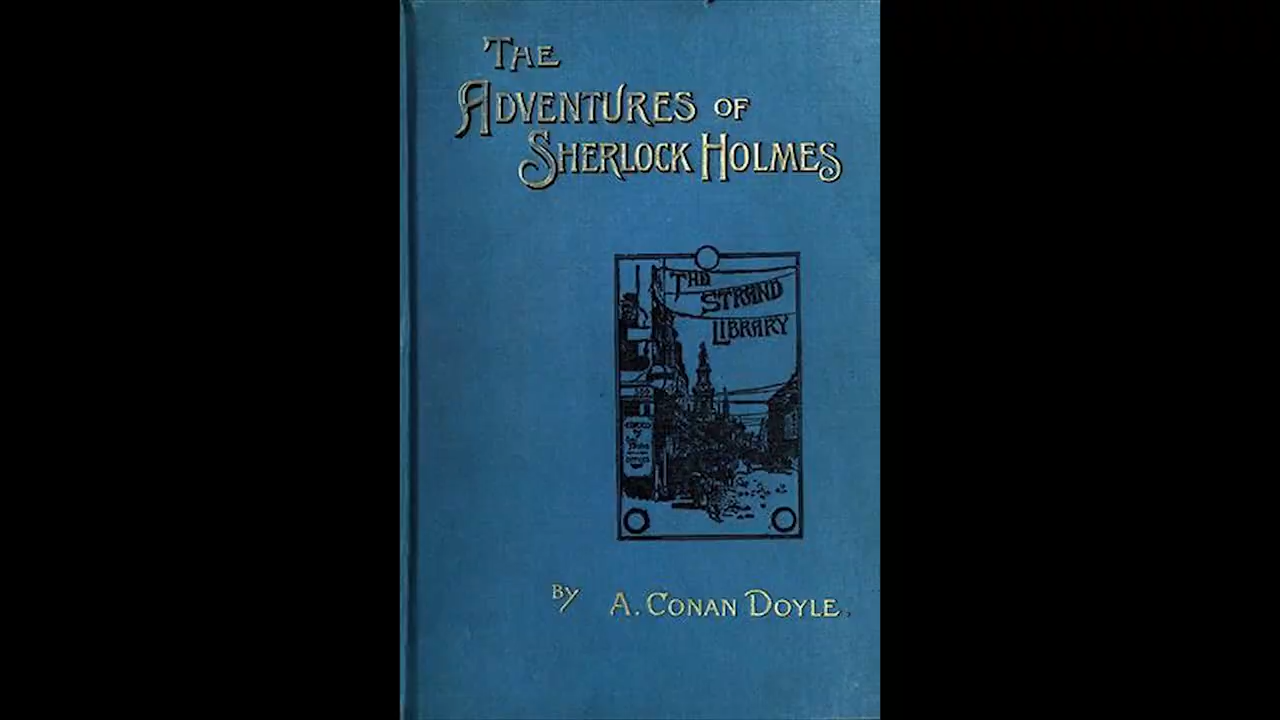 THE
ADVENTURES OF
SHERLOCK HOLMES
THE
STRAND
LIBRARY
BY A. CONAN DOYLE.